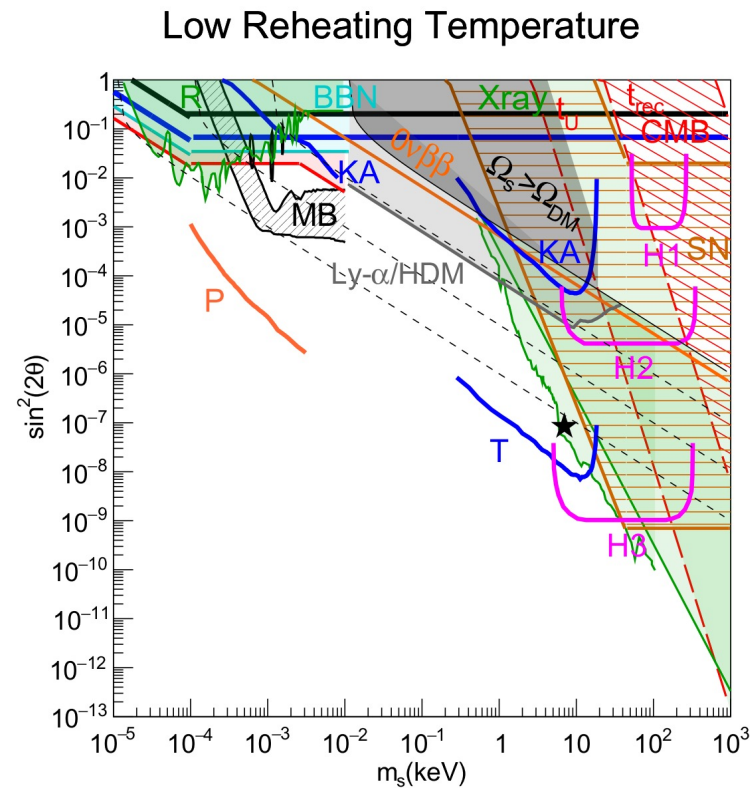 Low Reheating Temperature
sin²(2θ)
1
10⁻¹
10⁻²
10⁻³
10⁻⁴
10⁻⁵
10⁻⁶
10⁻⁷
10⁻⁸
10⁻⁹
10⁻¹⁰
10⁻¹¹
10⁻¹²
10⁻¹³
R
BBN
Xray
t_U
t_rec
CMB
0νββ
Ω_s>Ω_DM
KA
MB
KA
H1
SN
Ly-α/HDM
P
H2
T
H3
10⁻⁵
10⁻⁴
10⁻³
10⁻²
10⁻¹
1
10
10²
10³
m_s(keV)